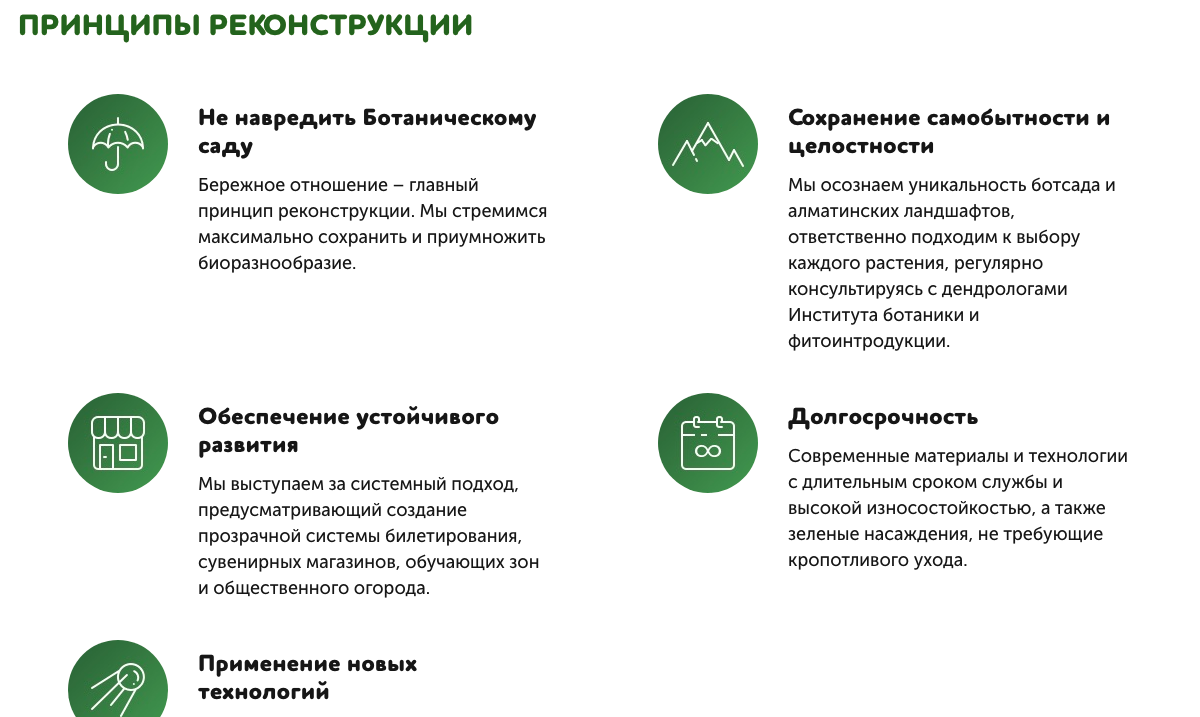 ПРИНЦИПЫ РЕКОНСТРУКЦИИ
Не навредить Ботаническому
саду
Бережное отношение – главный
принцип реконструкции. Мы стремимся
максимально сохранить и приумножить
биоразнообразие.
Сохранение самобытности и
целостности
Мы осознаем уникальность ботсада и
алматинских ландшафтов,
ответственно подходим к выбору
каждого растения, регулярно
консультируясь с дендрологами
Института ботаники и
фитоинтродукции.
Обеспечение устойчивого
развития
Мы выступаем за системный подход,
предусматривающий создание
прозрачной системы билетирования,
сувенирных магазинов, обучающих зон
и общественного огорода.
Долгосрочность
Современные материалы и технологии
с длительным сроком службы и
высокой износостойкостью, а также
зеленые насаждения, не требующие
кропотливого ухода.
Применение новых
технологий